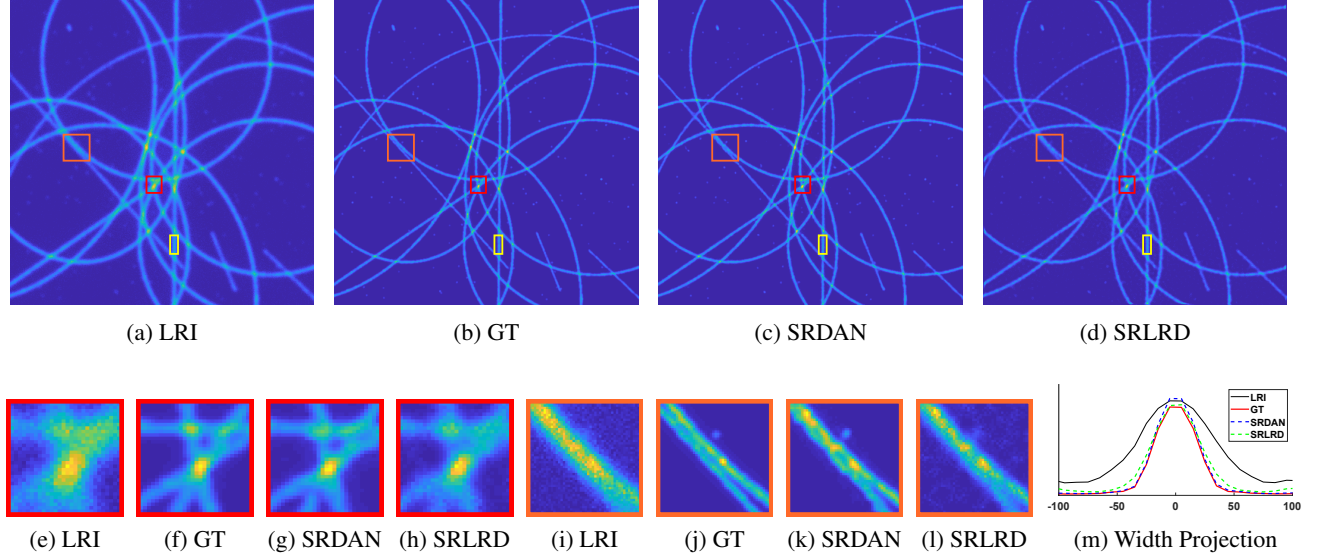 (a) LRI
(b) GT
(c) SRDAN
(d) SRLRD
LRI
GT
SRDAN
SRLRD
-100 -50 0 50 100
(e) LRI
(f) GT
(g) SRDAN
(h) SRLRD
(i) LRI
(j) GT
(k) SRDAN
(l) SRLRD
(m) Width Projection